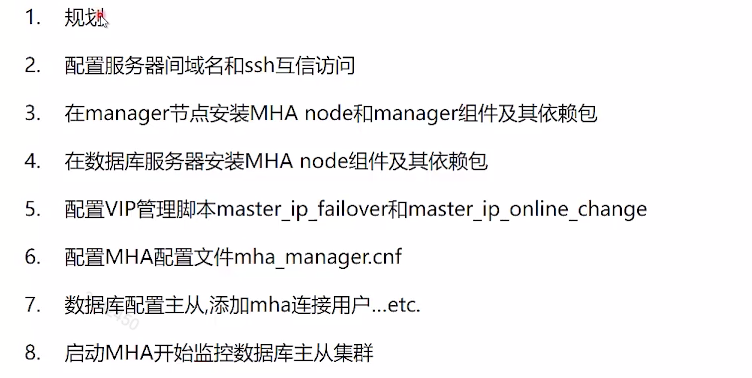 1. 规划
2. 配置服务器间域名和ssh互信访问
3. 在manager节点安装MHA node和manager组件及其依赖包
4. 在数据库服务器安装MHA node组件及其依赖包
5. 配置VIP管理脚本master_ip_failover和master_ip_online_change
6. 配置MHA配置文件mha_manager.cnf
7. 数据库配置主从,添加mha连接用户...etc.
8. 启动MHA开始监控数据库主从集群